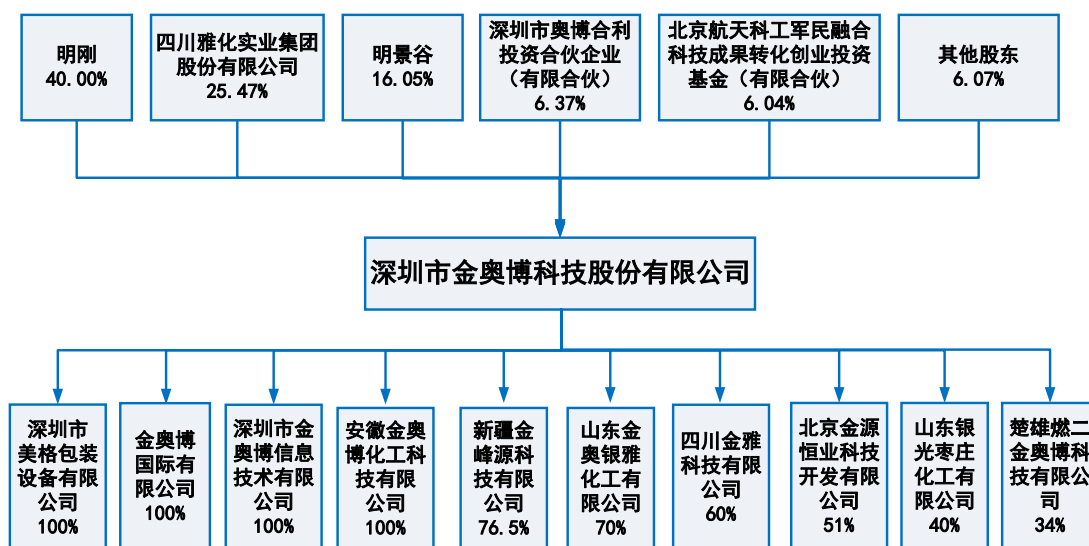 明刚
40.00%
四川雅化实业集团
股份有限公司
25.47%
明景谷
16.05%
深圳市奥博合利
投资合伙企业
（有限合伙）
6.37%
北京航天科工军民融合
科技成果转化创业投资
基金（有限合伙）
6.04%
其他股东
6.07%
深圳市金奥博科技股份有限公司
深圳市
美格包装
设备有限
公司
100%
金奥博
国际有
限公司
100%
深圳市金
奥博信息
技术有限
公司
100%
安徽金奥
博化工科
技有限
公司
100%
新疆金
峰源科
技有限
公司
76.5%
山东金
奥银雅
化工有
限公司
70%
四川金雅
科技有限
公司
60%
北京金源
恒业科技
开发有限
公司
51%
山东银
光枣庄
化工有
限公司
40%
楚雄燃二
金奥博科
技有限公
司
34%